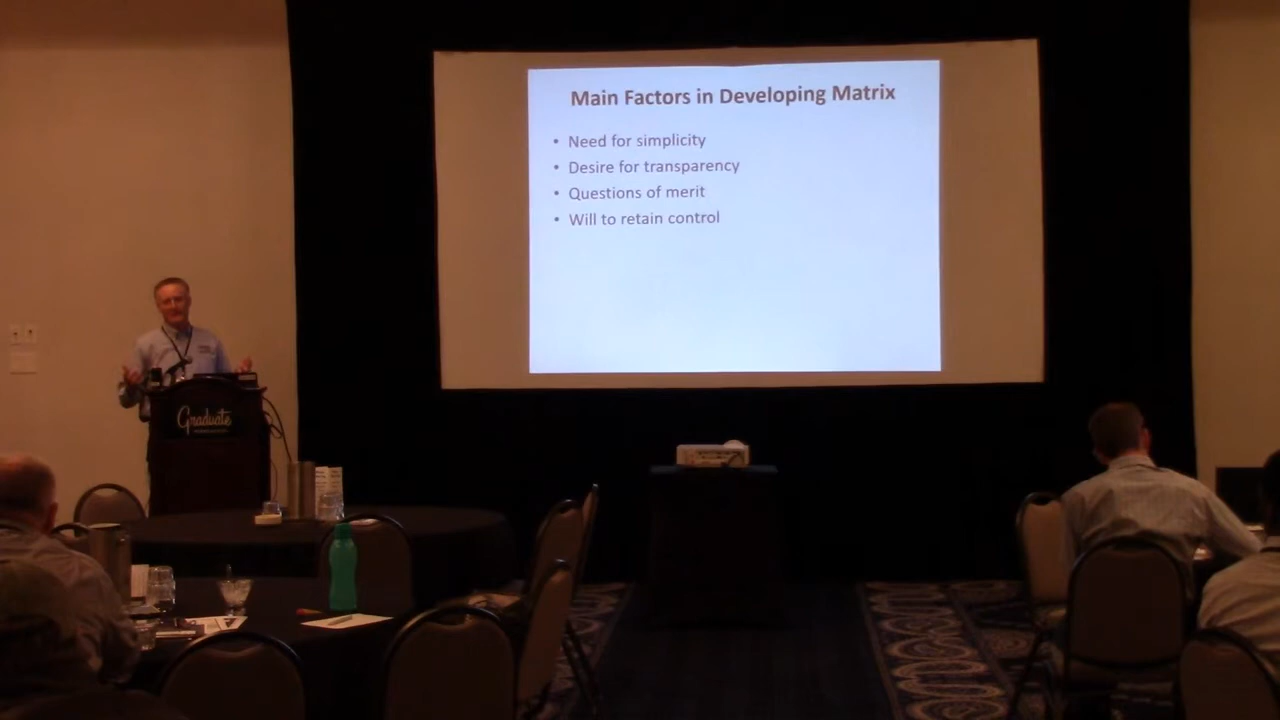 Main Factors in Developing Matrix
• Need for simplicity
• Desire for transparency
• Questions of merit
• Will to retain control
Graduate